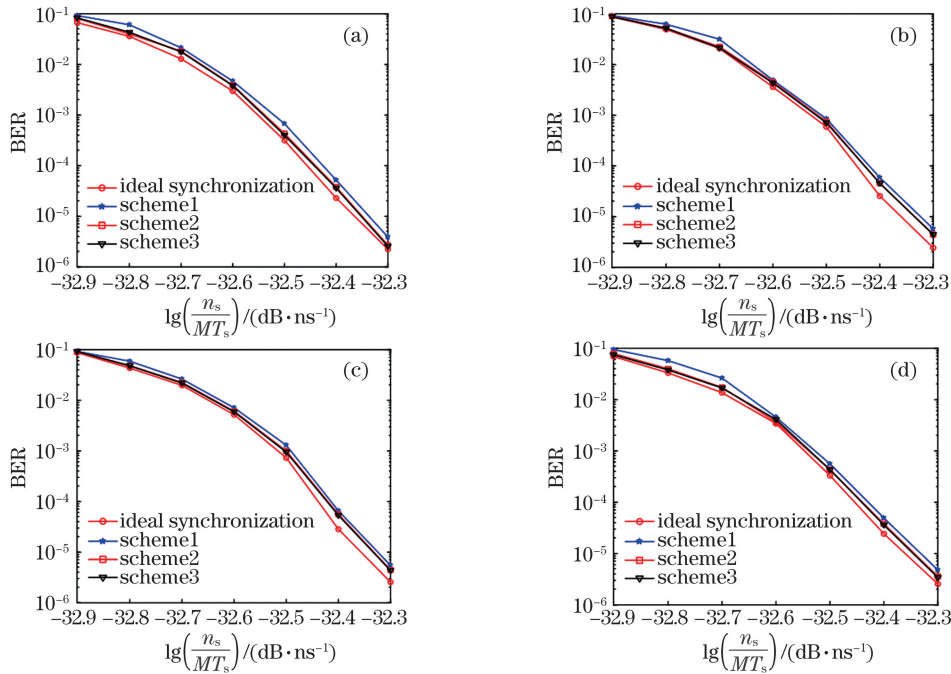 (a)
BER
10⁻¹
10⁻²
10⁻³
10⁻⁴
10⁻⁵
10⁻⁶
ideal synchronization
scheme1
scheme2
scheme3
−32.9 −32.8 −32.7 −32.6 −32.5 −32.4 −32.3
lg(nₛ/MTₛ)/(dB·ns⁻¹)
(b)
BER
10⁻¹
10⁻²
10⁻³
10⁻⁴
10⁻⁵
10⁻⁶
ideal synchronization
scheme1
scheme2
scheme3
−32.9 −32.8 −32.7 −32.6 −32.5 −32.4 −32.3
lg(nₛ/MTₛ)/(dB·ns⁻¹)
(c)
BER
10⁻¹
10⁻²
10⁻³
10⁻⁴
10⁻⁵
10⁻⁶
ideal synchronization
scheme1
scheme2
scheme3
−32.9 −32.8 −32.7 −32.6 −32.5 −32.4 −32.3
lg(nₛ/MTₛ)/(dB·ns⁻¹)
(d)
BER
10⁻¹
10⁻²
10⁻³
10⁻⁴
10⁻⁵
10⁻⁶
ideal synchronization
scheme1
scheme2
scheme3
−32.9 −32.8 −32.7 −32.6 −32.5 −32.4 −32.3
lg(nₛ/MTₛ)/(dB·ns⁻¹)